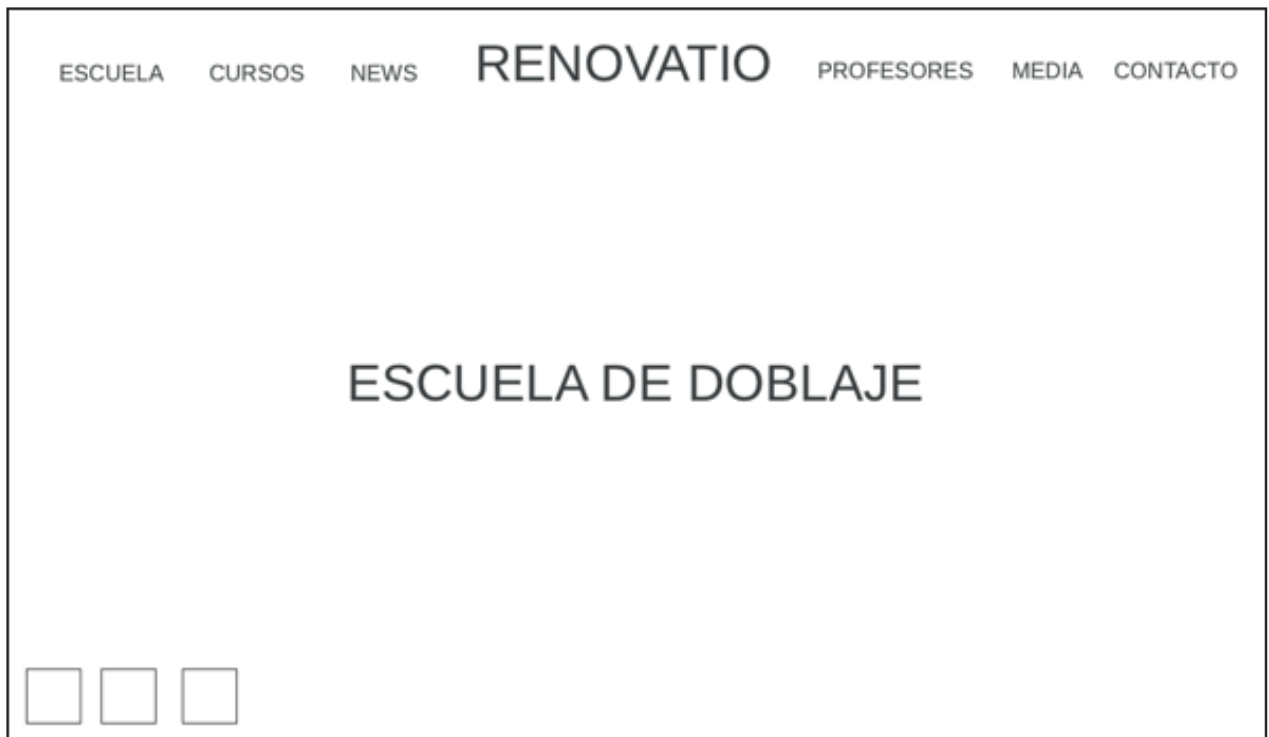 ESCUELA CURSOS NEWS RENOVATIO PROFESORES MEDIA CONTACTO
ESCUELA DE DOBLAJE